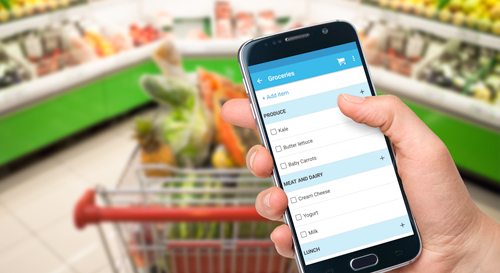 Groceries
+ Add item
PRODUCE +
Kale
Butter lettuce
Baby Carrots
MEAT AND DAIRY +
Cream Cheese
Yogurt
Milk
LUNCH +